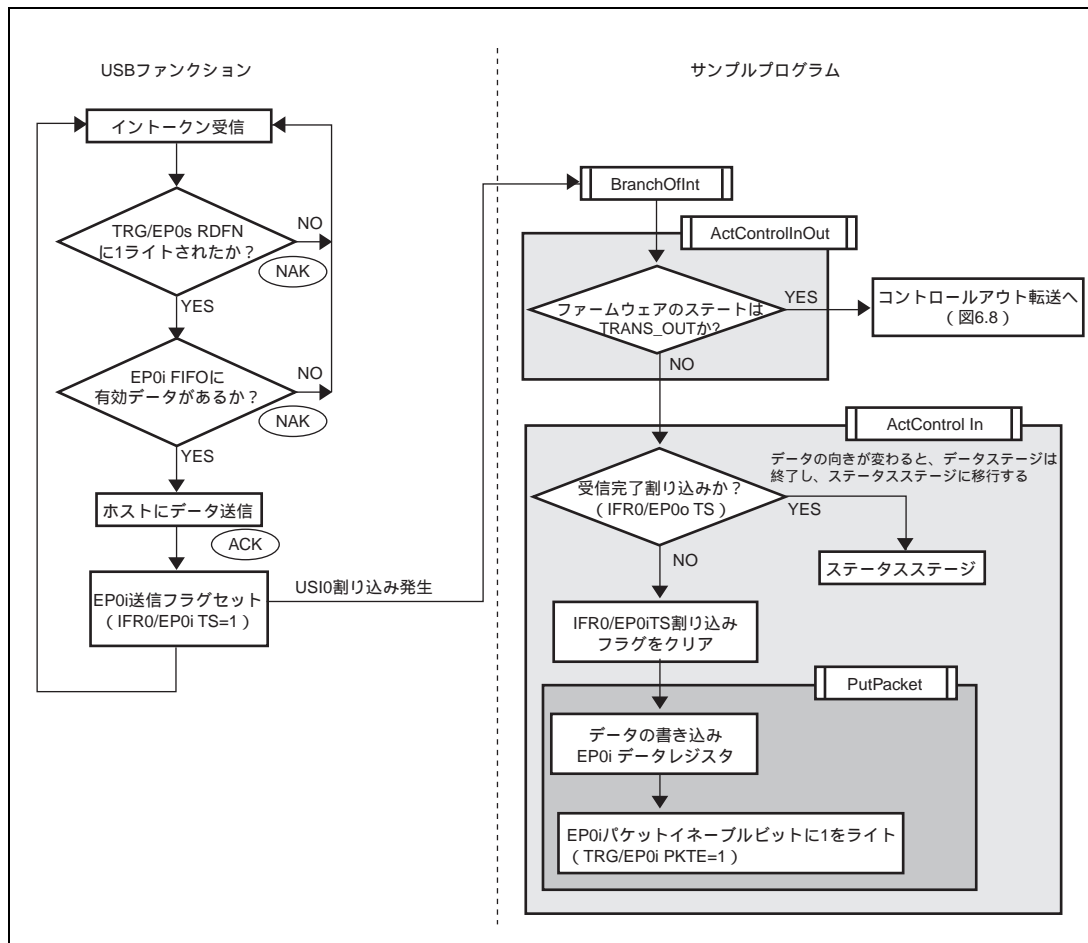 USBファンクション
イントークン受信
TRG/EP0s RDFN
に1ライトされたか？
NO
NAK
YES
EP0i FIFOに
有効データがあるか？
NO
NAK
YES
ホストにデータ送信
ACK
EP0i送信フラグセット
（IFR0/EP0i TS=1）
USI0割り込み発生
サンプルプログラム
BranchOfInt
ActControlInOut
ファームウェアのステートは
TRANS_OUTか?
YES
コントロールアウト転送へ
（図6.8）
NO
ActControl In
データの向きが変わると、データステージは
終了し、ステータスステージに移行する
受信完了割り込みか？
（IFR0/EP0o TS）
YES
ステータスステージ
NO
IFR0/EP0iTS割り込み
フラグをクリア
PutPacket
データの書き込み
EP0i データレジスタ
EP0iパケットイネーブルビットに1をライト
（TRG/EP0i PKTE=1）